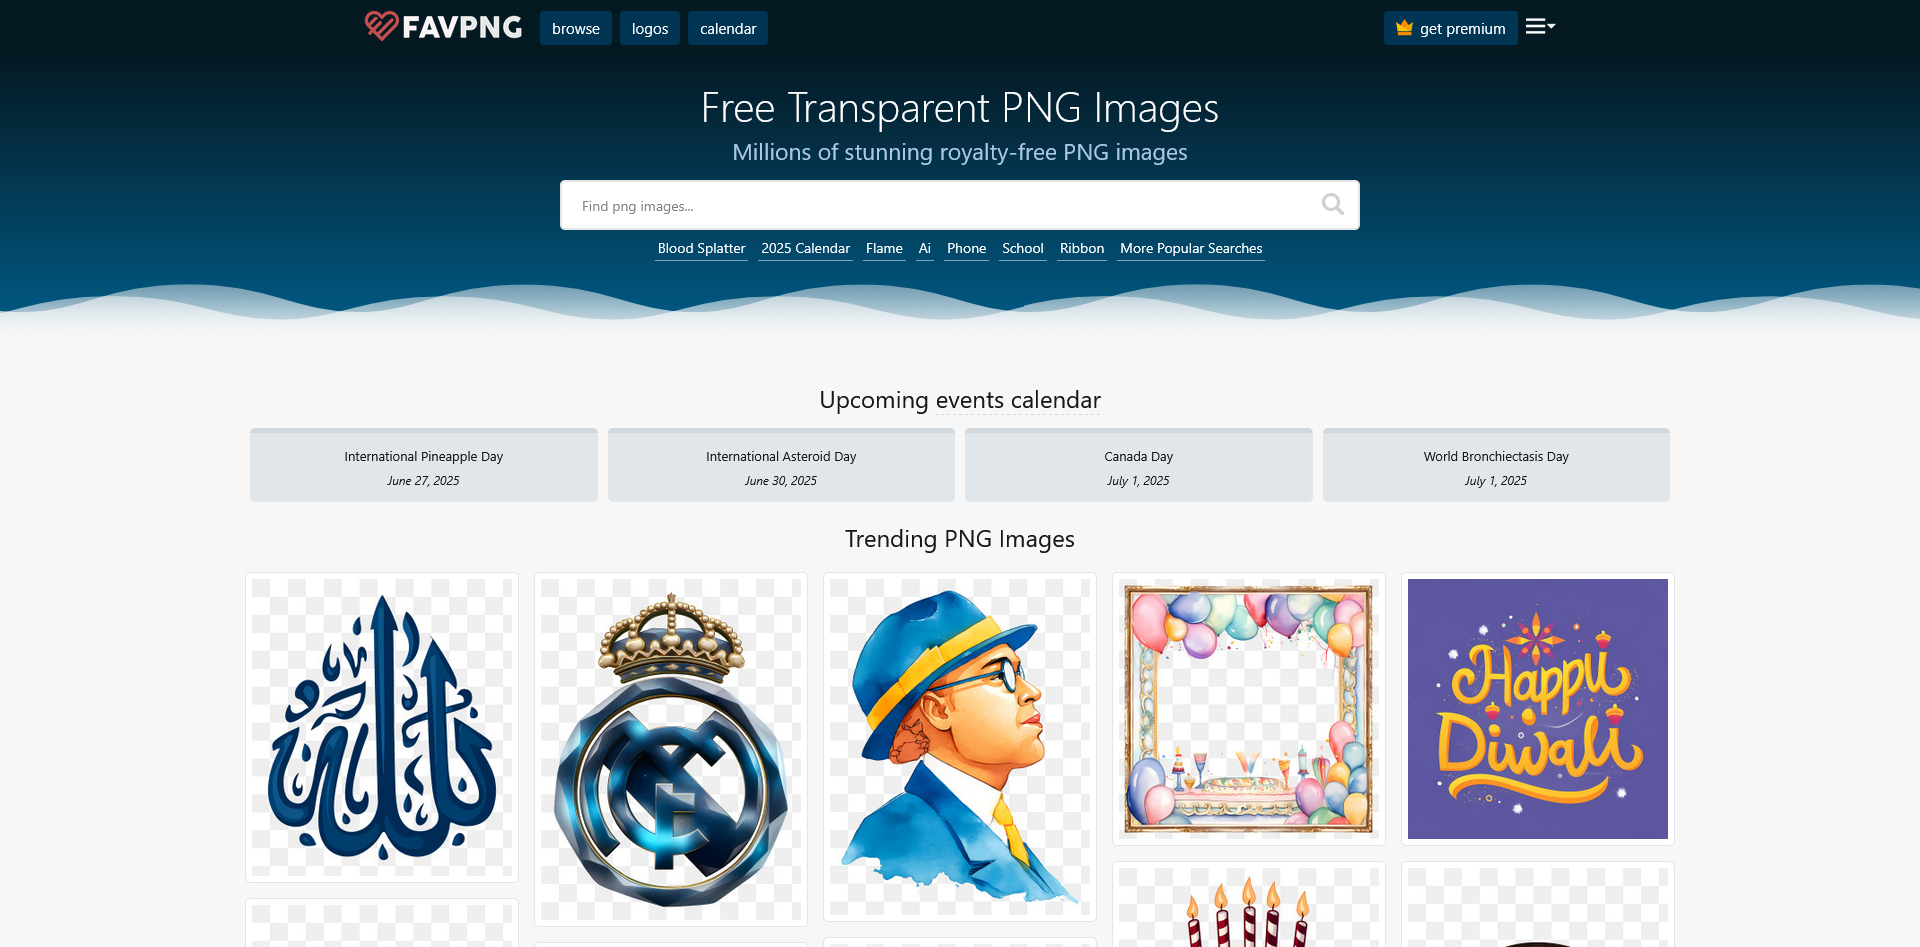 FAVPNG browse logos calendar get premium
Free Transparent PNG Images
Millions of stunning royalty-free PNG images
Find png images...
Blood Splatter 2025 Calendar Flame Ai Phone School Ribbon More Popular Searches
Upcoming events calendar
International Pineapple Day
June 27, 2025
International Asteroid Day
June 30, 2025
Canada Day
July 1, 2025
World Bronchiectasis Day
July 1, 2025
Trending PNG Images
Happy
Diwali